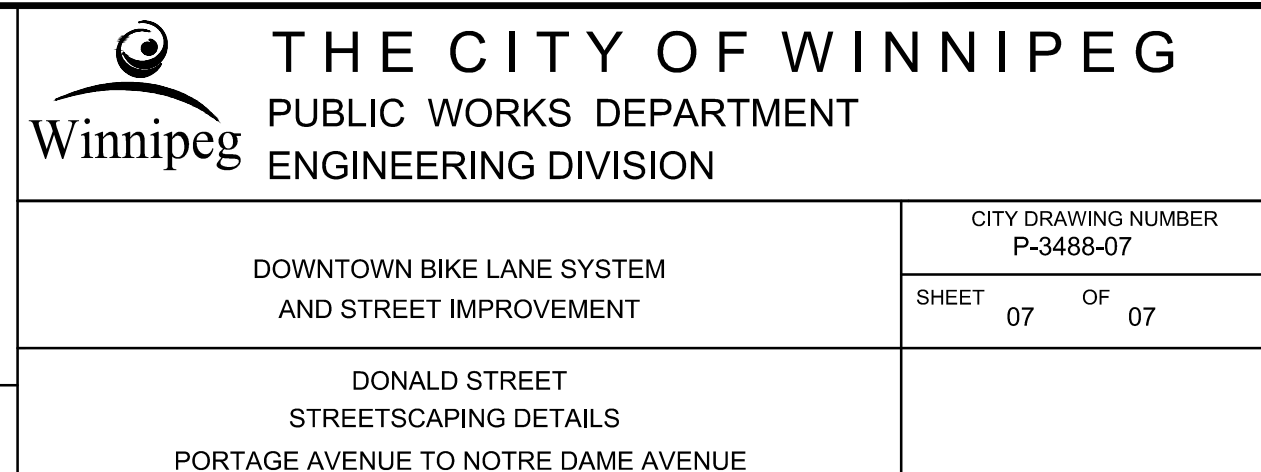 Winnipeg
THE CITY OF WINNIPEG
PUBLIC WORKS DEPARTMENT
ENGINEERING DIVISION
DOWNTOWN BIKE LANE SYSTEM
AND STREET IMPROVEMENT
CITY DRAWING NUMBER
P-3488-07
SHEET 07 OF 07
DONALD STREET
STREETSCAPING DETAILS
PORTAGE AVENUE TO NOTRE DAME AVENUE